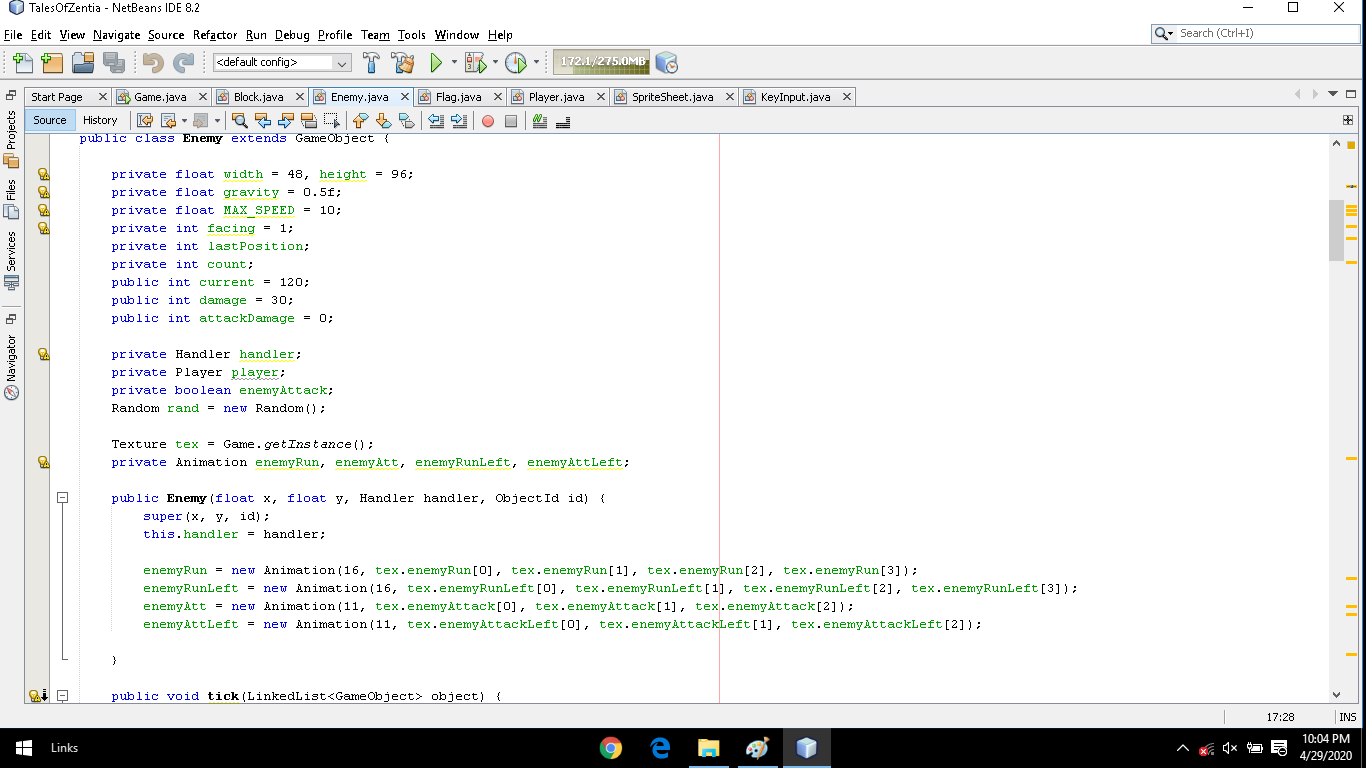 TalesOfZentia - NetBeans IDE 8.2
File Edit View Navigate Source Refactor Run Debug Profile Team Tools Window Help
Search (Ctrl+I)
<default config>
172.1/275.0MB
Start Page Game.java Block.java Enemy.java Flag.java Player.java SpriteSheet.java KeyInput.java
Source History
Projects
Files
Services
Navigator
public class Enemy extends GameObject {
private float width = 48, height = 96;
private float gravity = 0.5f;
private float MAX_SPEED = 10;
private int facing = 1;
private int lastPosition;
private int count;
public int current = 120;
public int damage = 30;
public int attackDamage = 0;
private Handler handler;
private Player player;
private boolean enemyAttack;
Random rand = new Random();
Texture tex = Game.getInstance();
private Animation enemyRun, enemyAtt, enemyRunLeft, enemyAttLeft;
public Enemy(float x, float y, Handler handler, ObjectId id) {
super(x, y, id);
this.handler = handler;
enemyRun = new Animation(16, tex.enemyRun[0], tex.enemyRun[1], tex.enemyRun[2], tex.enemyRun[3]);
enemyRunLeft = new Animation(16, tex.enemyRunLeft[0], tex.enemyRunLeft[1], tex.enemyRunLeft[2], tex.enemyRunLeft[3]);
enemyAtt = new Animation(11, tex.enemyAttack[0], tex.enemyAttack[1], tex.enemyAttack[2]);
enemyAttLeft = new Animation(11, tex.enemyAttackLeft[0], tex.enemyAttackLeft[1], tex.enemyAttackLeft[2]);
}
public void tick(LinkedList<GameObject> object) {
17:28 INS
Links
10:04 PM
4/29/2020